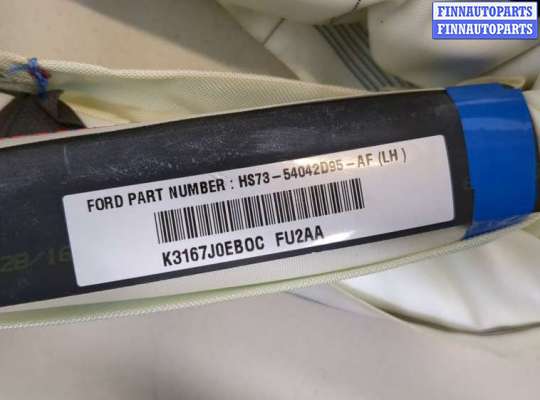 FINNAUTOPARTS
FINNAUTOPARTS
FORD PART NUMBER : HS73-54042D95-AF (LH )
K3167J0EB0C FU2AA